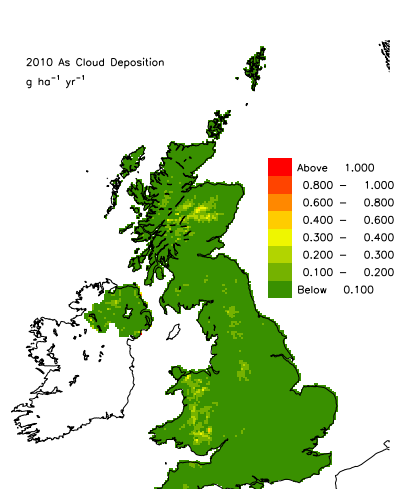 2010 As Cloud Deposition
g ha⁻¹ yr⁻¹
Above 1.000
0.800 – 1.000
0.600 – 0.800
0.400 – 0.600
0.300 – 0.400
0.200 – 0.300
0.100 – 0.200
Below 0.100